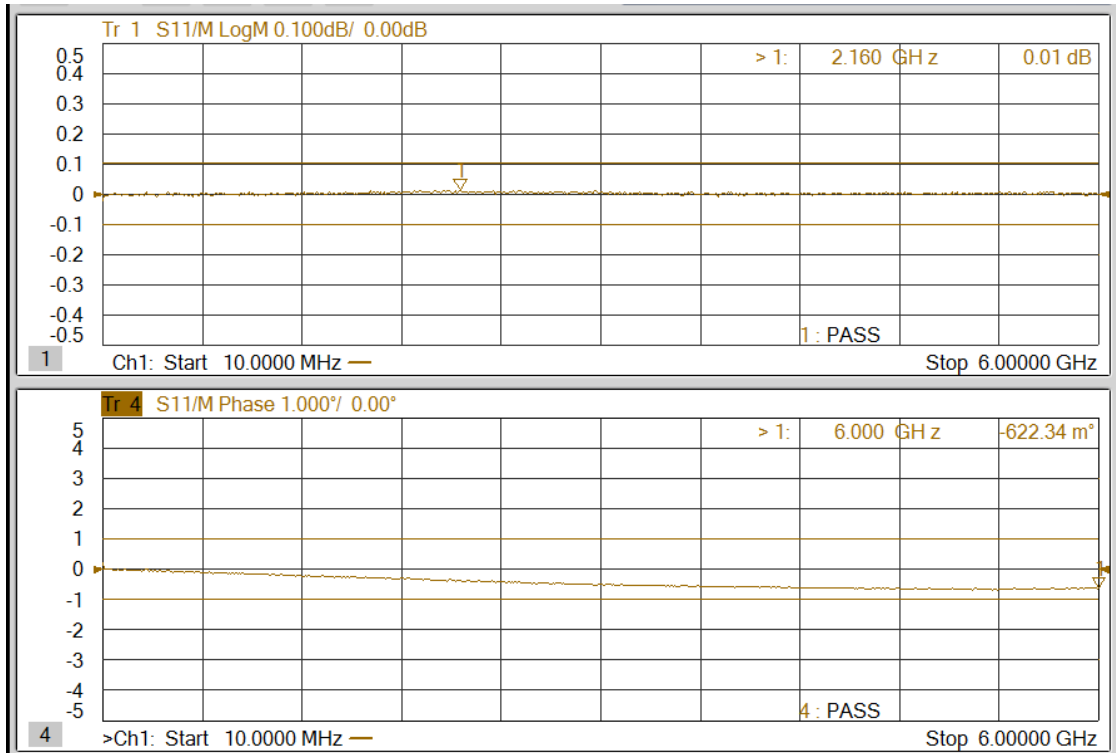 Tr 1 S11/M LogM 0.100dB/ 0.00dB
0.5
> 1: 2.160 GHz 0.01 dB
0.4
0.3
0.2
0.1
0
-0.1
-0.2
-0.3
-0.4
-0.5
1 : PASS
1 Ch1: Start 10.0000 MHz — Stop 6.00000 GHz
Tr 4 S11/M Phase 1.000°/ 0.00°
5
> 1: 6.000 GHz -622.34 m°
4
3
2
1
0
-1
-2
-3
-4
-5
4 : PASS
4 >Ch1: Start 10.0000 MHz — Stop 6.00000 GHz